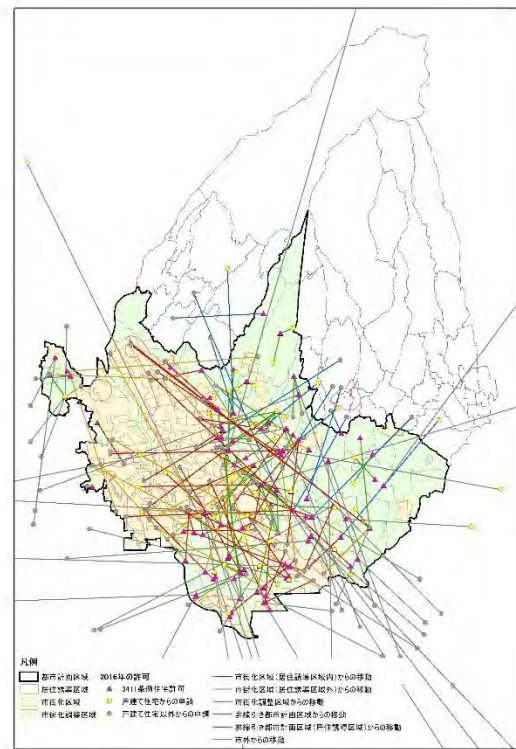 凡例
都市計画区域 2016年の許可
居住誘導区域 3411条例住宅許可
市街化区域 戸建て住宅からの申請
市街化調整区域 戸建て住宅以外からの申請
市街化区域(居住誘導区域内)からの移動
市街化区域(居住誘導区域外)からの移動
市街化調整区域からの移動
非線引き都市計画区域からの移動
非線引き都市計画区域(居住誘導区域)からの移動
市外からの移動